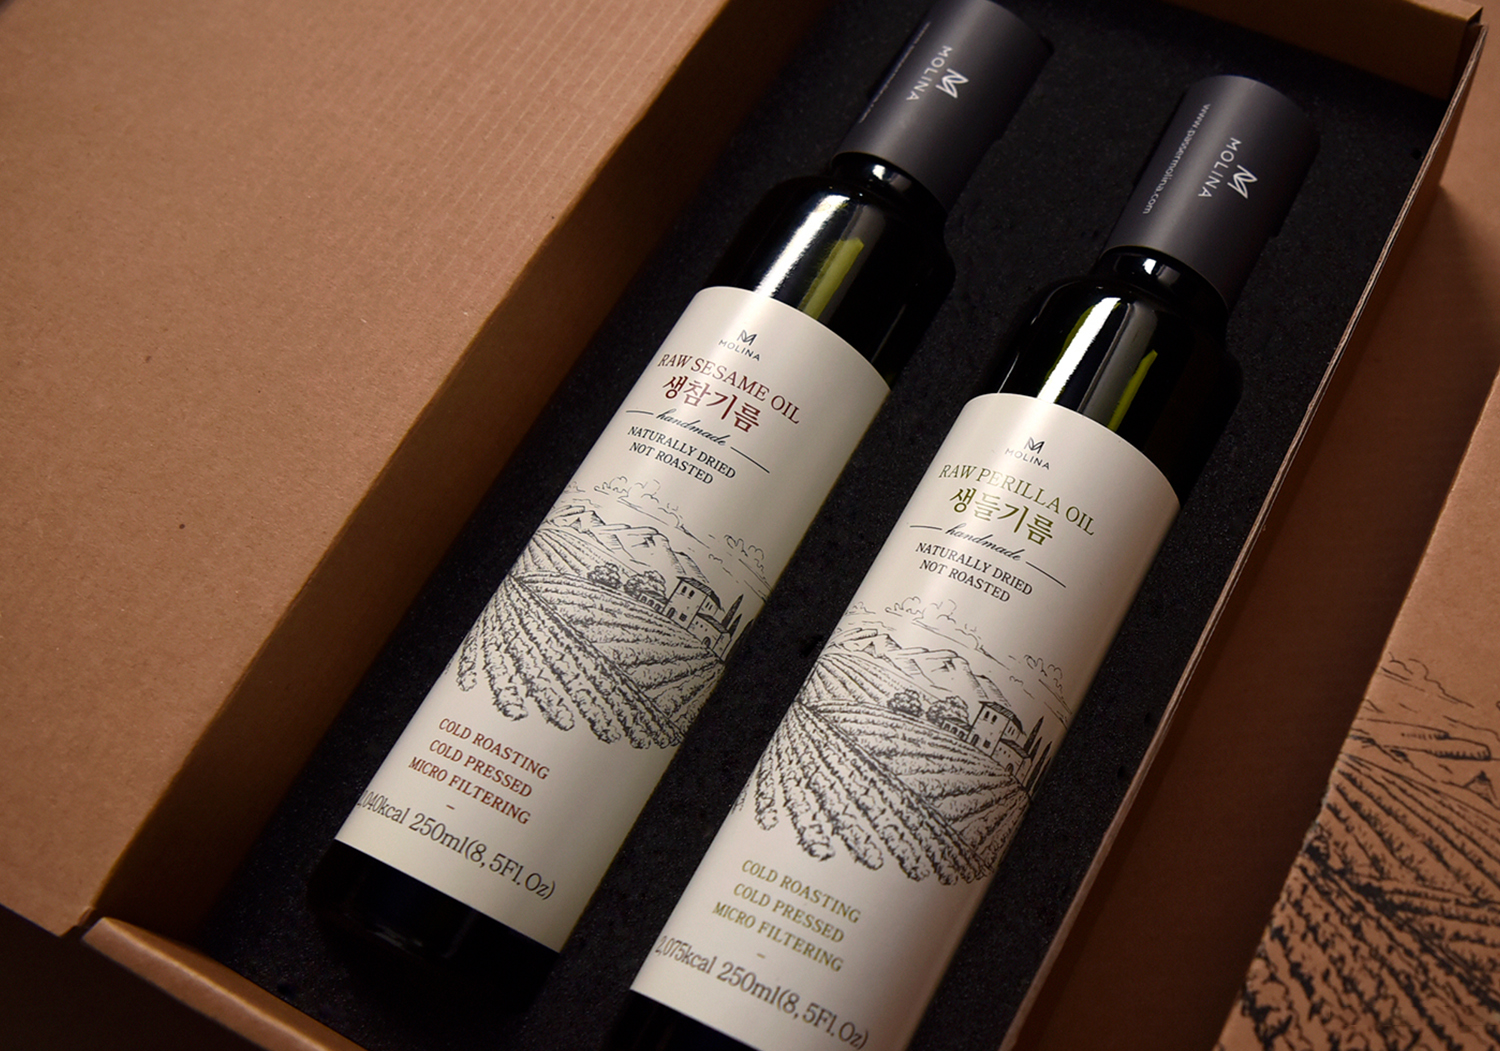 MOLINA
MOLINA
RAW SESAME OIL
생참기름
handmade
NATURALLY DRIED
NOT ROASTED
COLD ROASTING
COLD PRESSED
MICRO FILTERING
250ml(8,5Fl.Oz)
MOLINA
www.passermolina.com
MOLINA
RAW PERILLA OIL
생들기름
handmade
NATURALLY DRIED
NOT ROASTED
COLD ROASTING
COLD PRESSED
MICRO FILTERING
2,075kcal 250ml(8,5Fl.Oz)